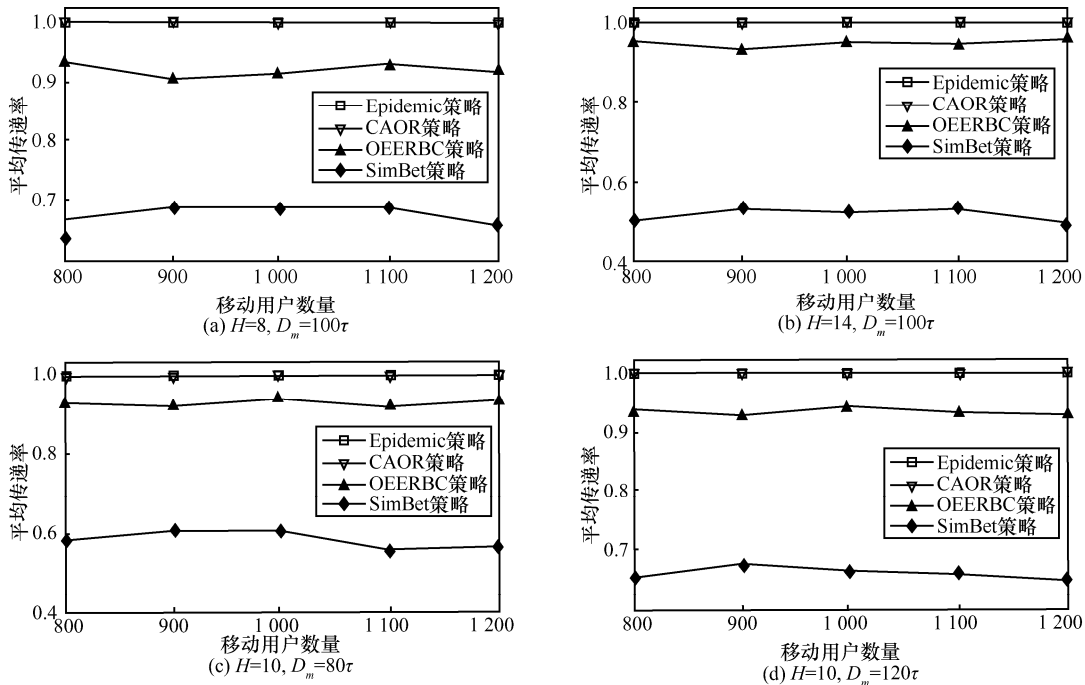 1.0
0.9
0.8
0.7
平均传递率
Epidemic策略
CAOR策略
OEERBC策略
SimBet策略
800 900 1 000 1 100 1 200
移动用户数量
(a) H=8, Dm=100τ
1.0
0.8
0.6
0.4
平均传递率
Epidemic策略
CAOR策略
OEERBC策略
SimBet策略
800 900 1 000 1 100 1 200
移动用户数量
(b) H=14, Dm=100τ
1.0
0.8
0.6
0.4
平均传递率
Epidemic策略
CAOR策略
OEERBC策略
SimBet策略
800 900 1 000 1 100 1 200
移动用户数量
(c) H=10, Dm=80τ
1.0
0.9
0.8
0.7
平均传递率
Epidemic策略
CAOR策略
OEERBC策略
SimBet策略
800 900 1 000 1 100 1 200
移动用户数量
(d) H=10, Dm=120τ